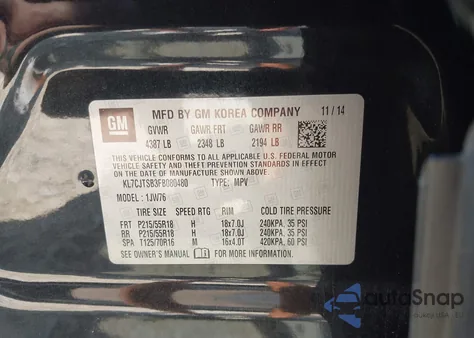 GM
MFD BY GM KOREA COMPANY 11/14
GVWR GAWR FRT GAWR RR
4387 LB 2348 LB 2194 LB
THIS VEHICLE CONFORMS TO ALL APPLICABLE U.S. FEDERAL MOTOR
VEHICLE SAFETY, BUMPER, AND THEFT PREVENTION STANDARDS IN
EFFECT ON THE DATE OF MANUFACTURE SHOWN ABOVE.
KL7CJTSB3FB080480 TYPE: MPV
MODEL: 1JW76
TIRE SIZE SPEED RTG RIM COLD TIRE PRESSURE
FRT P215/55R18 H 18x7.0J 240KPA, 35 PSI
RR P215/55R18 H 18x7.0J 240KPA, 35 PSI
SPA T125/70R16 M 16x4.0T 420KPA, 60 PSI
SEE OWNER'S MANUAL FOR MORE INFORMATION
autoSnap